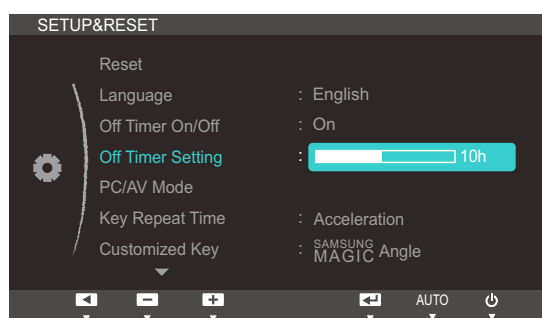 SETUP&RESET
Reset
Language : English
Off Timer On/Off : On
Off Timer Setting : 10h
PC/AV Mode
Key Repeat Time : Acceleration
Customized Key : SAMSUNG MAGIC Angle
AUTO